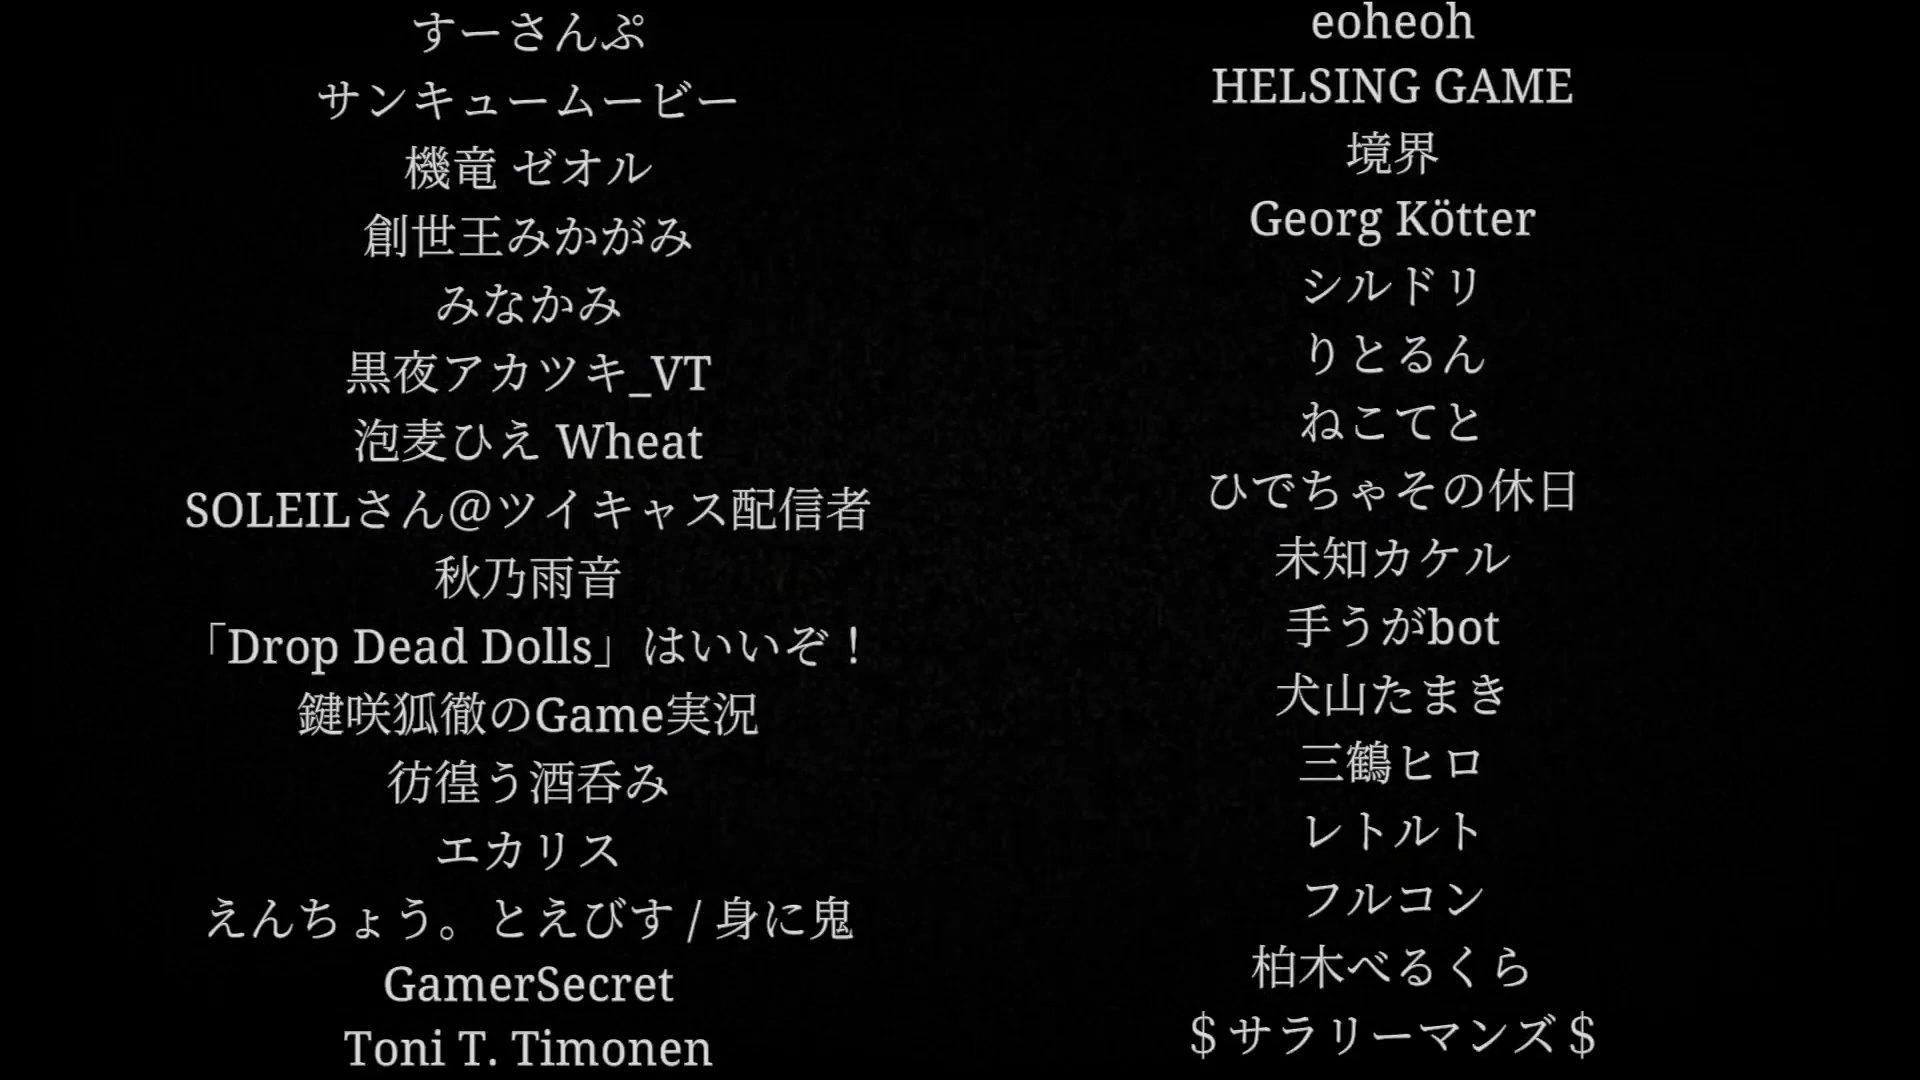 すーさんぷ
サンキュームービー
機竜 ゼオル
創世王みかがみ
みなかみ
黒夜アカツキ_VT
泡麦ひえ Wheat
SOLEILさん@ツイキャス配信者
秋乃雨音
「Drop Dead Dolls」はいいぞ！
鍵咲狐徹のGame実況
彷徨う酒呑み
エカリス
えんちょう。とえびす / 身に鬼
GamerSecret
Toni T. Timonen
eoheoh
HELSING GAME
境界
Georg Kötter
シルドリ
りとるん
ねこてと
ひでちゃその休日
未知カケル
手うがbot
犬山たまき
三鶴ヒロ
レトルト
フルコン
柏木べるくら
$ サラリーマンズ $